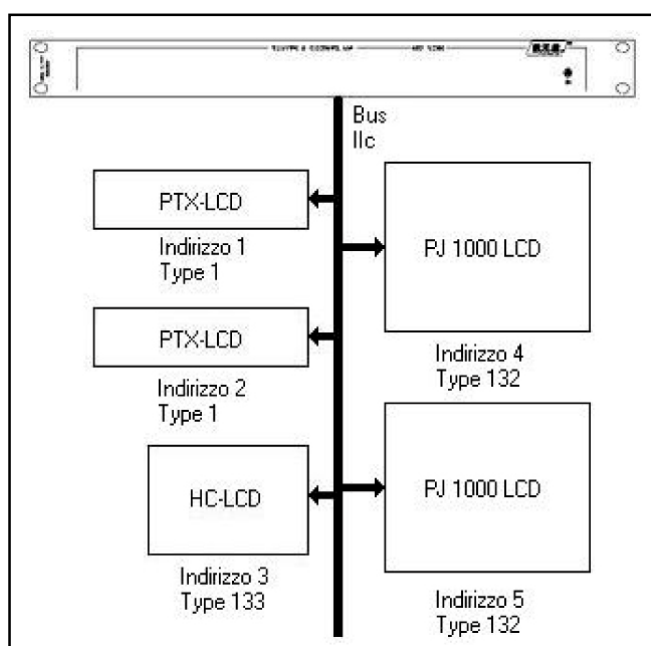 Bus
IIc
PTX-LCD
Indirizzo 1
Type 1
PJ 1000 LCD
Indirizzo 4
Type 132
PTX-LCD
Indirizzo 2
Type 1
HC-LCD
Indirizzo 3
Type 133
PJ 1000 LCD
Indirizzo 5
Type 132